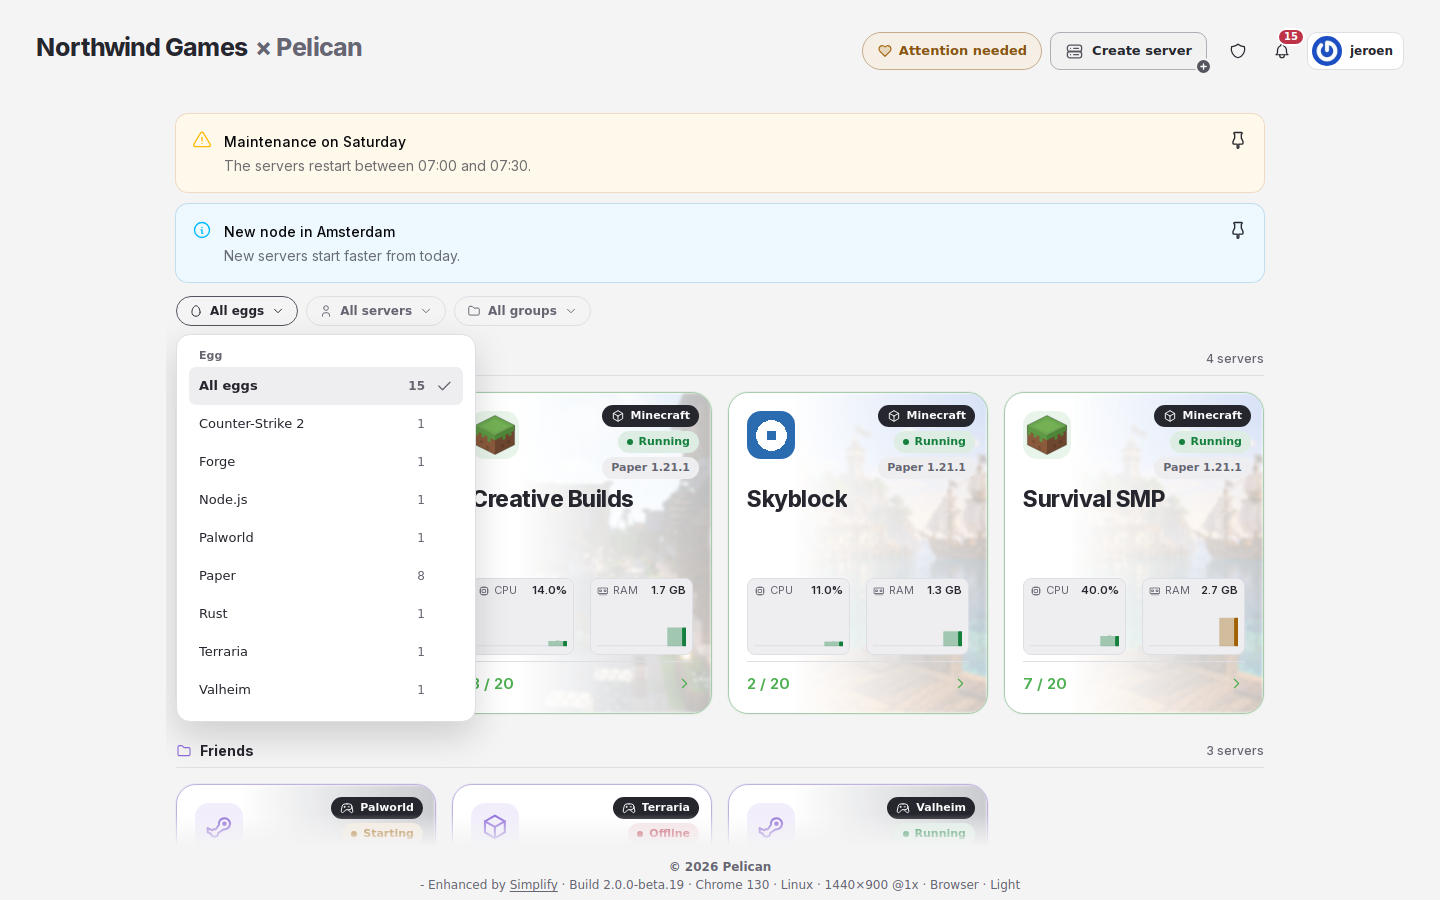 Northwind Games × Pelican
Attention needed
Create server
15
jeroen
Maintenance on Saturday
The servers restart between 07:00 and 07:30.
New node in Amsterdam
New servers start faster from today.
All eggs
All servers
All groups
Egg
All eggs 15
Counter-Strike 2 1
Forge 1
Node.js 1
Palworld 1
Paper 8
Rust 1
Terraria 1
Valheim 1
4 servers
Minecraft
Running
Paper 1.21.1
Creative Builds
CPU 14.0%
RAM 1.7 GB
/ 20
Minecraft
Running
Paper 1.21.1
Skyblock
CPU 11.0%
RAM 1.3 GB
2 / 20
Minecraft
Running
Paper 1.21.1
Survival SMP
CPU 40.0%
RAM 2.7 GB
7 / 20
Friends
3 servers
Palworld
Starting
Terraria
Offline
Valheim
Running
© 2026 Pelican
- Enhanced by Simplify · Build 2.0.0-beta.19 · Chrome 130 · Linux · 1440×900 @1x · Browser · Light